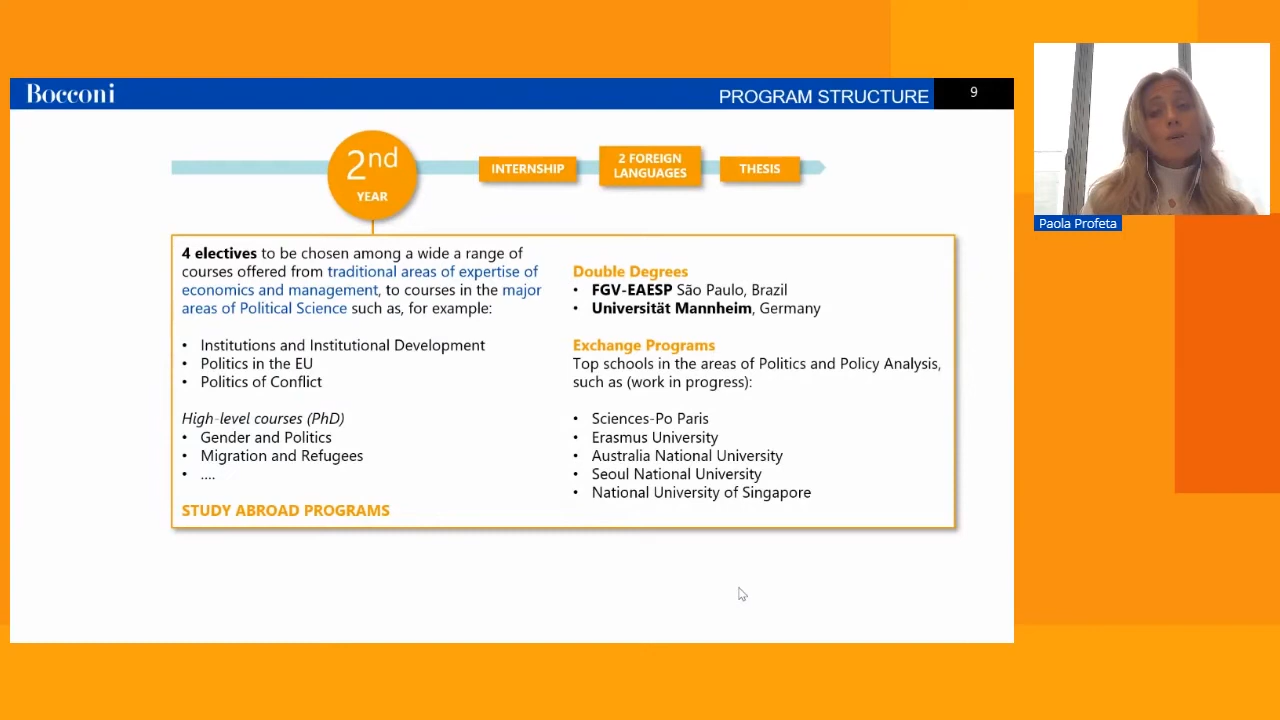 Bocconi
PROGRAM STRUCTURE
9
2nd
YEAR
INTERNSHIP
2 FOREIGN
LANGUAGES
THESIS
4 electives to be chosen among a wide a range of
courses offered from traditional areas of expertise of
economics and management, to courses in the major
areas of Political Science such as, for example:
• Institutions and Institutional Development
• Politics in the EU
• Politics of Conflict
High-level courses (PhD)
• Gender and Politics
• Migration and Refugees
• ....
STUDY ABROAD PROGRAMS
Double Degrees
• FGV-EAESP São Paulo, Brazil
• Universität Mannheim, Germany
Exchange Programs
Top schools in the areas of Politics and Policy Analysis,
such as (work in progress):
• Sciences-Po Paris
• Erasmus University
• Australia National University
• Seoul National University
• National University of Singapore
Paola Profeta